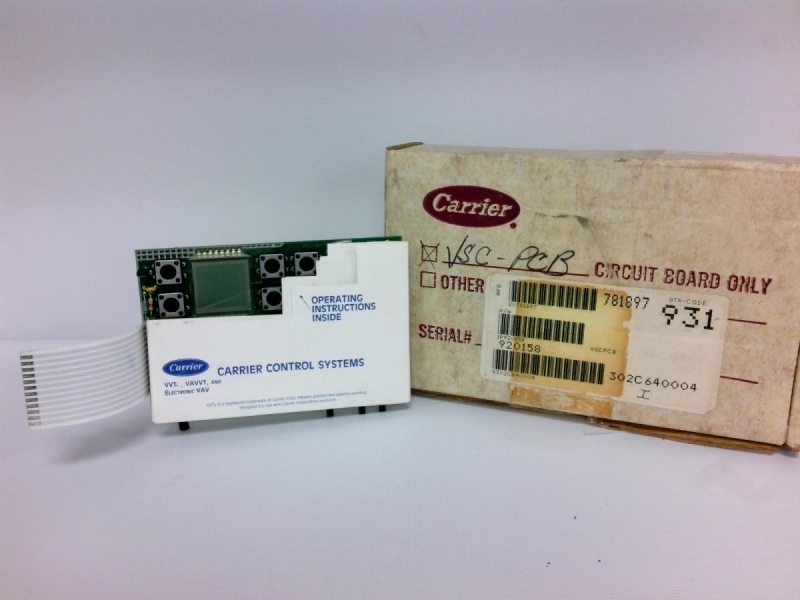 OPERATING
INSTRUCTIONS
INSIDE
Carrier
CARRIER CONTROL SYSTEMS
VVT, VAVVT, AND
ELECTRONIC VAV
Carrier
VSC-PCB CIRCUIT BOARD ONLY
OTHER
SERIAL#
781897
931
VSCPCB
920158
302C640004
I